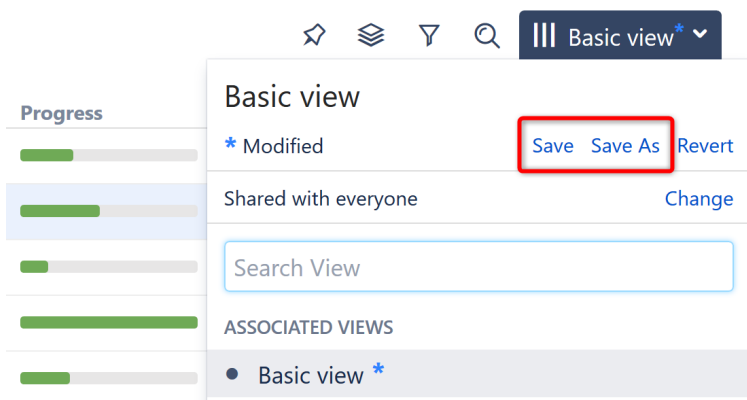 Basic view*
Progress
Basic view
* Modified Save Save As Revert
Shared with everyone Change
Search View
ASSOCIATED VIEWS
Basic view *